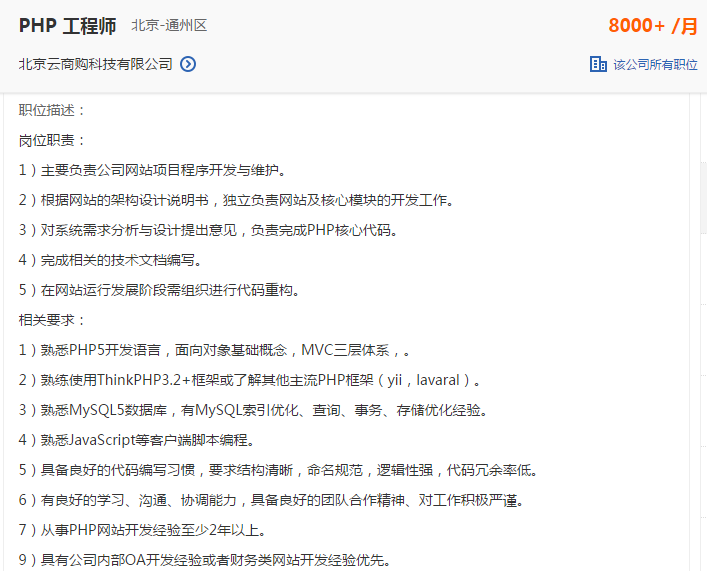 PHP 工程师 北京-通州区 8000+ /月
北京云商购科技有限公司 该公司所有职位
职位描述：
岗位职责：
1）主要负责公司网站项目程序开发与维护。
2）根据网站的架构设计说明书，独立负责网站及核心模块的开发工作。
3）对系统需求分析与设计提出意见，负责完成PHP核心代码。
4）完成相关的技术文档编写。
5）在网站运行发展阶段需组织进行代码重构。
相关要求：
1）熟悉PHP5开发语言，面向对象基础概念，MVC三层体系，。
2）熟练使用ThinkPHP3.2+框架或了解其他主流PHP框架（yii，lavaral）。
3）熟悉MySQL5数据库，有MySQL索引优化、查询、事务、存储优化经验。
4）熟悉JavaScript等客户端脚本编程。
5）具备良好的代码编写习惯，要求结构清晰，命名规范，逻辑性强，代码冗余率低。
6）有良好的学习、沟通、协调能力，具备良好的团队合作精神、对工作积极严谨。
7）从事PHP网站开发经验至少2年以上。
9）具有公司内部OA开发经验或者财务类网站开发经验优先。